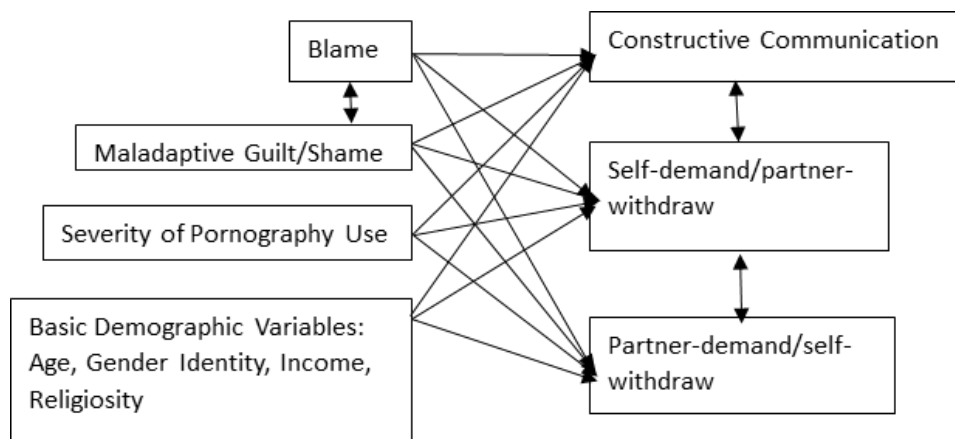 Blame
Maladaptive Guilt/Shame
Severity of Pornography Use
Basic Demographic Variables:
Age, Gender Identity, Income,
Religiosity
Constructive Communication
Self-demand/partner-
withdraw
Partner-demand/self-
withdraw